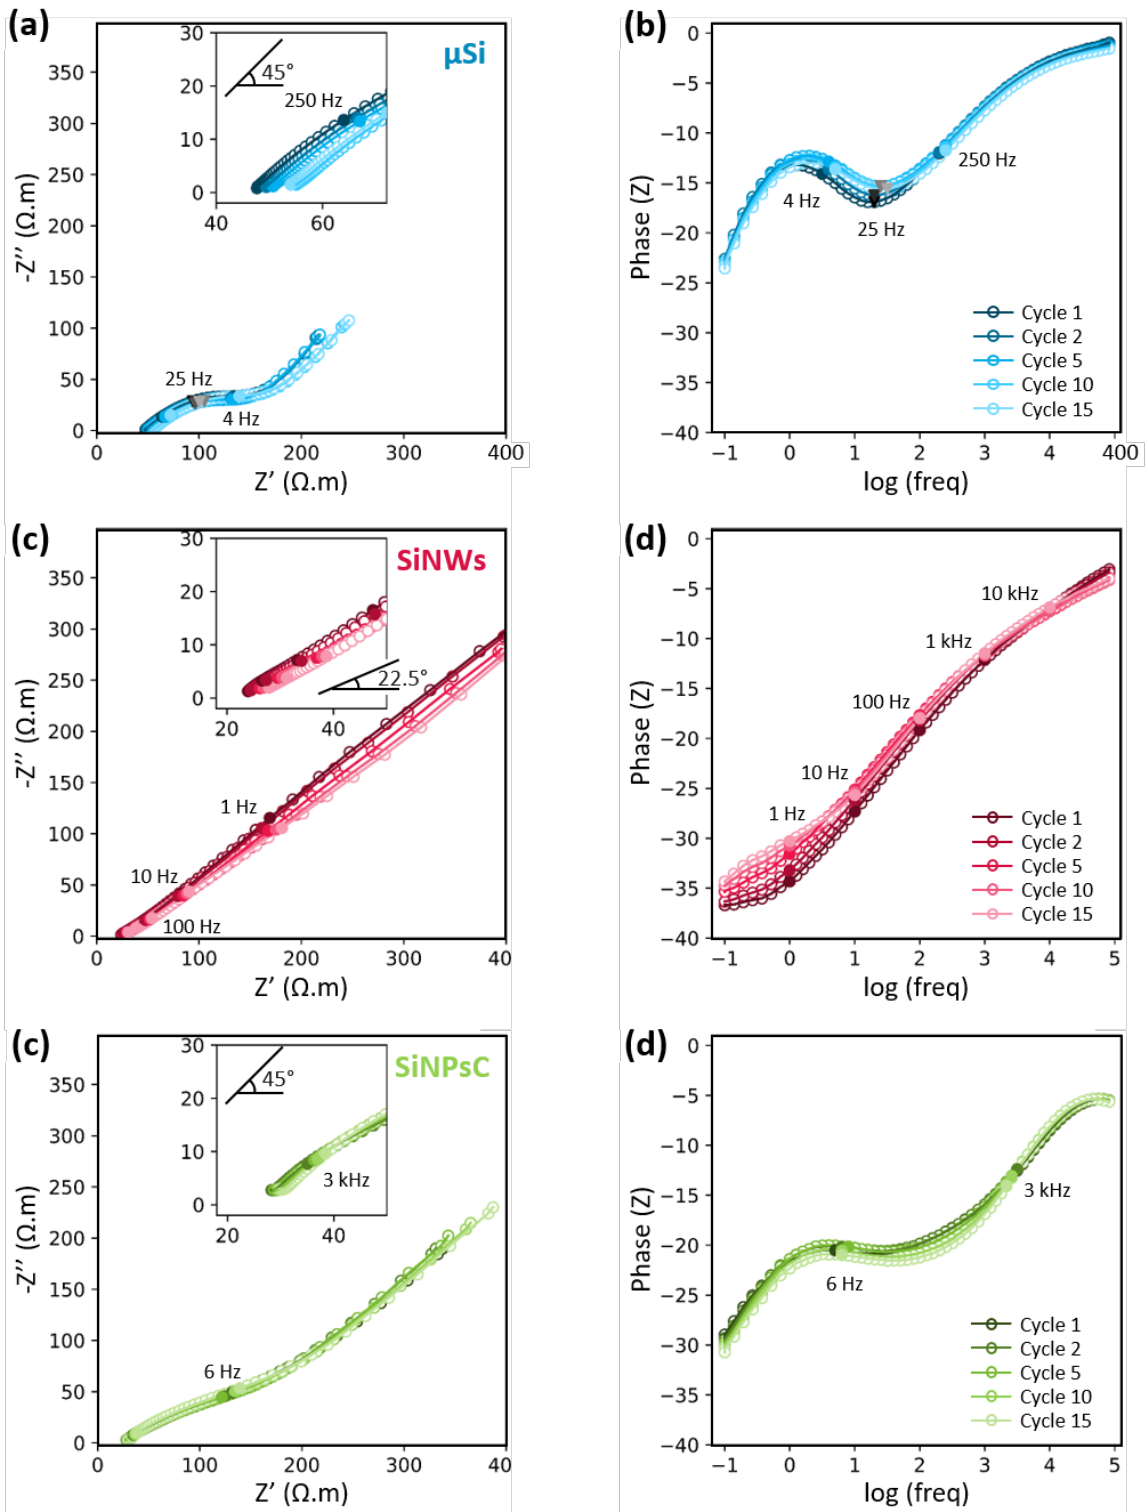 (a)
μSi
-Z’’ (Ω.m)
350
300
250
200
150
100
50
0
30
20
10
0
45°
250 Hz
40
60
25 Hz
4 Hz
0
100
200
300
400
Z’ (Ω.m)
(b)
Phase (Z)
0
−5
−10
−15
−20
−25
−30
−35
−40
4 Hz
25 Hz
250 Hz
Cycle 1
Cycle 2
Cycle 5
Cycle 10
Cycle 15
−1
0
1
2
3
4
400
log (freq)
(c)
SiNWs
-Z’’ (Ω.m)
350
300
250
200
150
100
50
0
30
20
10
0
22.5°
20
40
1 Hz
10 Hz
100 Hz
0
100
200
300
40
Z’ (Ω.m)
(d)
Phase (Z)
0
−5
−10
−15
−20
−25
−30
−35
−40
10 kHz
1 kHz
100 Hz
10 Hz
1 Hz
Cycle 1
Cycle 2
Cycle 5
Cycle 10
Cycle 15
−1
0
1
2
3
4
5
log (freq)
(c)
SiNPsC
-Z’’ (Ω.m)
350
300
250
200
150
100
50
0
30
20
10
0
45°
3 kHz
20
40
6 Hz
0
100
200
300
40
Z’ (Ω.m)
(d)
Phase (Z)
0
−5
−10
−15
−20
−25
−30
−35
−40
3 kHz
6 Hz
Cycle 1
Cycle 2
Cycle 5
Cycle 10
Cycle 15
−1
0
1
2
3
4
5
log (freq)